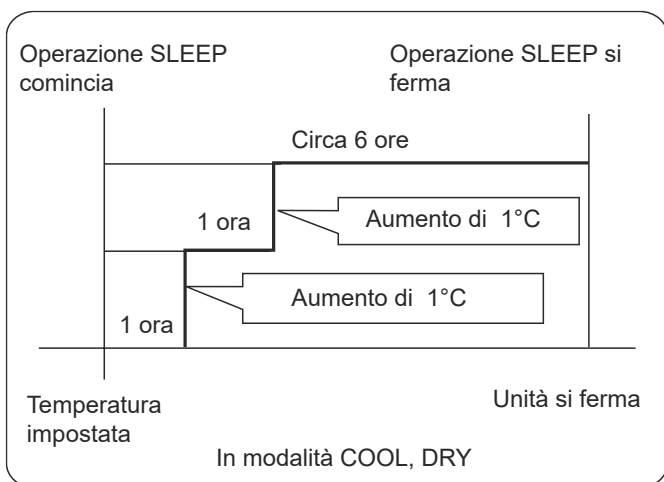 Operazione SLEEP
comincia
Operazione SLEEP si
ferma
Circa 6 ore
1 ora
Aumento di 1°C
Aumento di 1°C
1 ora
Temperatura
impostata
Unità si ferma
In modalità COOL, DRY